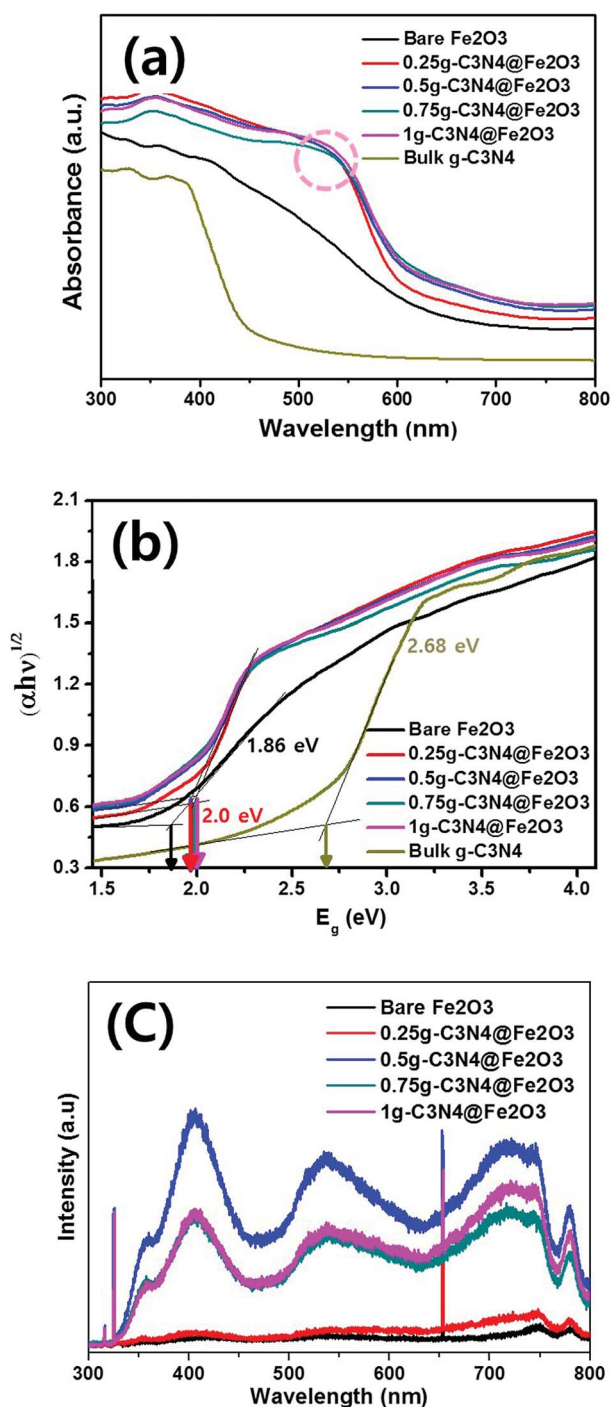 (a)
Bare Fe2O3
0.25g-C3N4@Fe2O3
0.5g-C3N4@Fe2O3
0.75g-C3N4@Fe2O3
1g-C3N4@Fe2O3
Bulk g-C3N4
Absorbance (a.u.)
300 400 500 600 700 800
Wavelength (nm)
(b)
2.1
1.8
1.5
1.2
0.9
0.6
0.3
(αhν)1/2
2.68 eV
1.86 eV
2.0 eV
Bare Fe2O3
0.25g-C3N4@Fe2O3
0.5g-C3N4@Fe2O3
0.75g-C3N4@Fe2O3
1g-C3N4@Fe2O3
Bulk g-C3N4
1.5 2.0 2.5 3.0 3.5 4.0
Eg (eV)
(C)
Bare Fe2O3
0.25g-C3N4@Fe2O3
0.5g-C3N4@Fe2O3
0.75g-C3N4@Fe2O3
1g-C3N4@Fe2O3
Intensity (a.u)
300 400 500 600 700 800
Wavelength (nm)